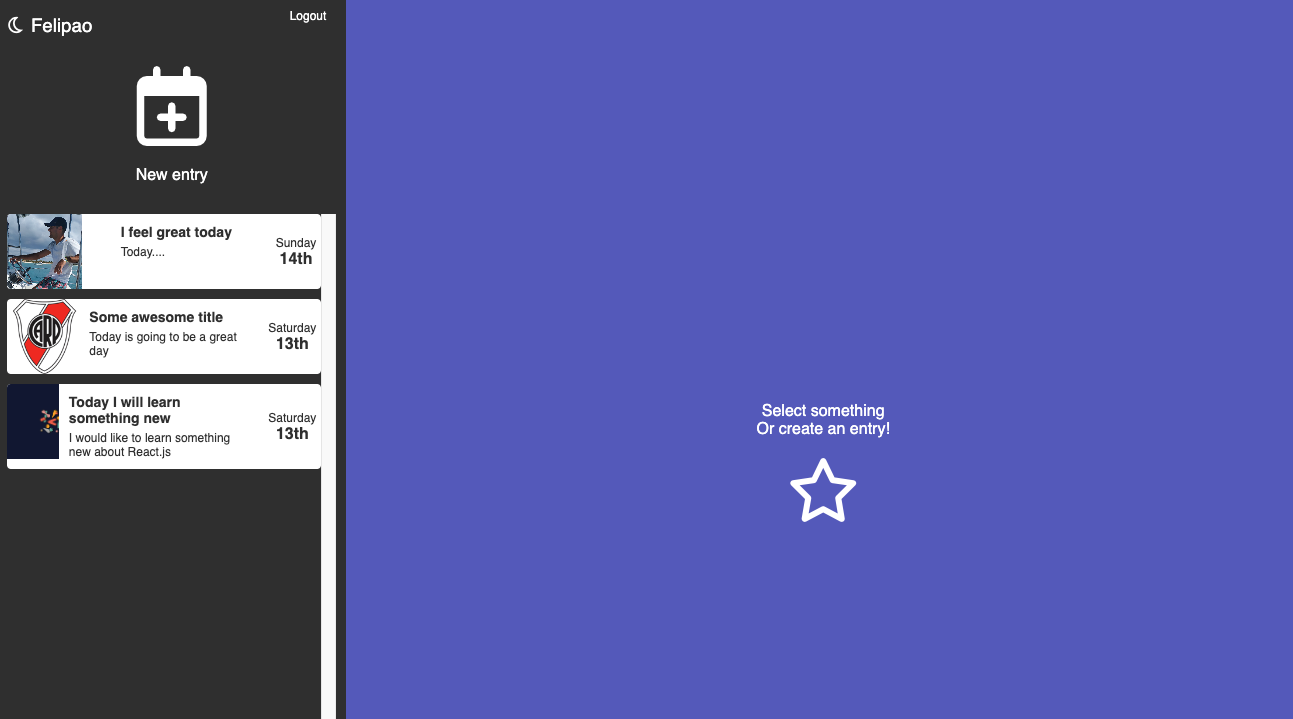 Felipao
Logout
New entry
I feel great today
Today....
Sunday
14th
CARP
Some awesome title
Today is going to be a great
day
Saturday
13th
Today I will learn
something new
I would like to learn something
new about React.js
Saturday
13th
Select something
Or create an entry!